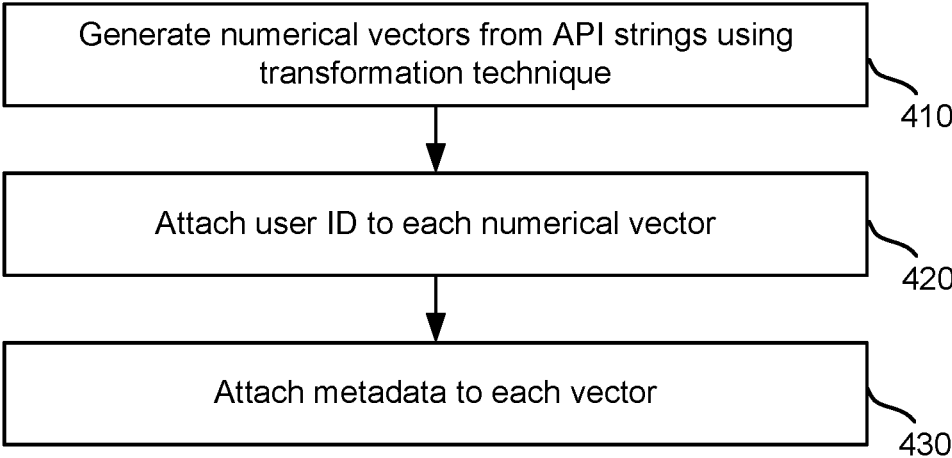 Generate numerical vectors from API strings using
transformation technique
410
Attach user ID to each numerical vector
420
Attach metadata to each vector
430